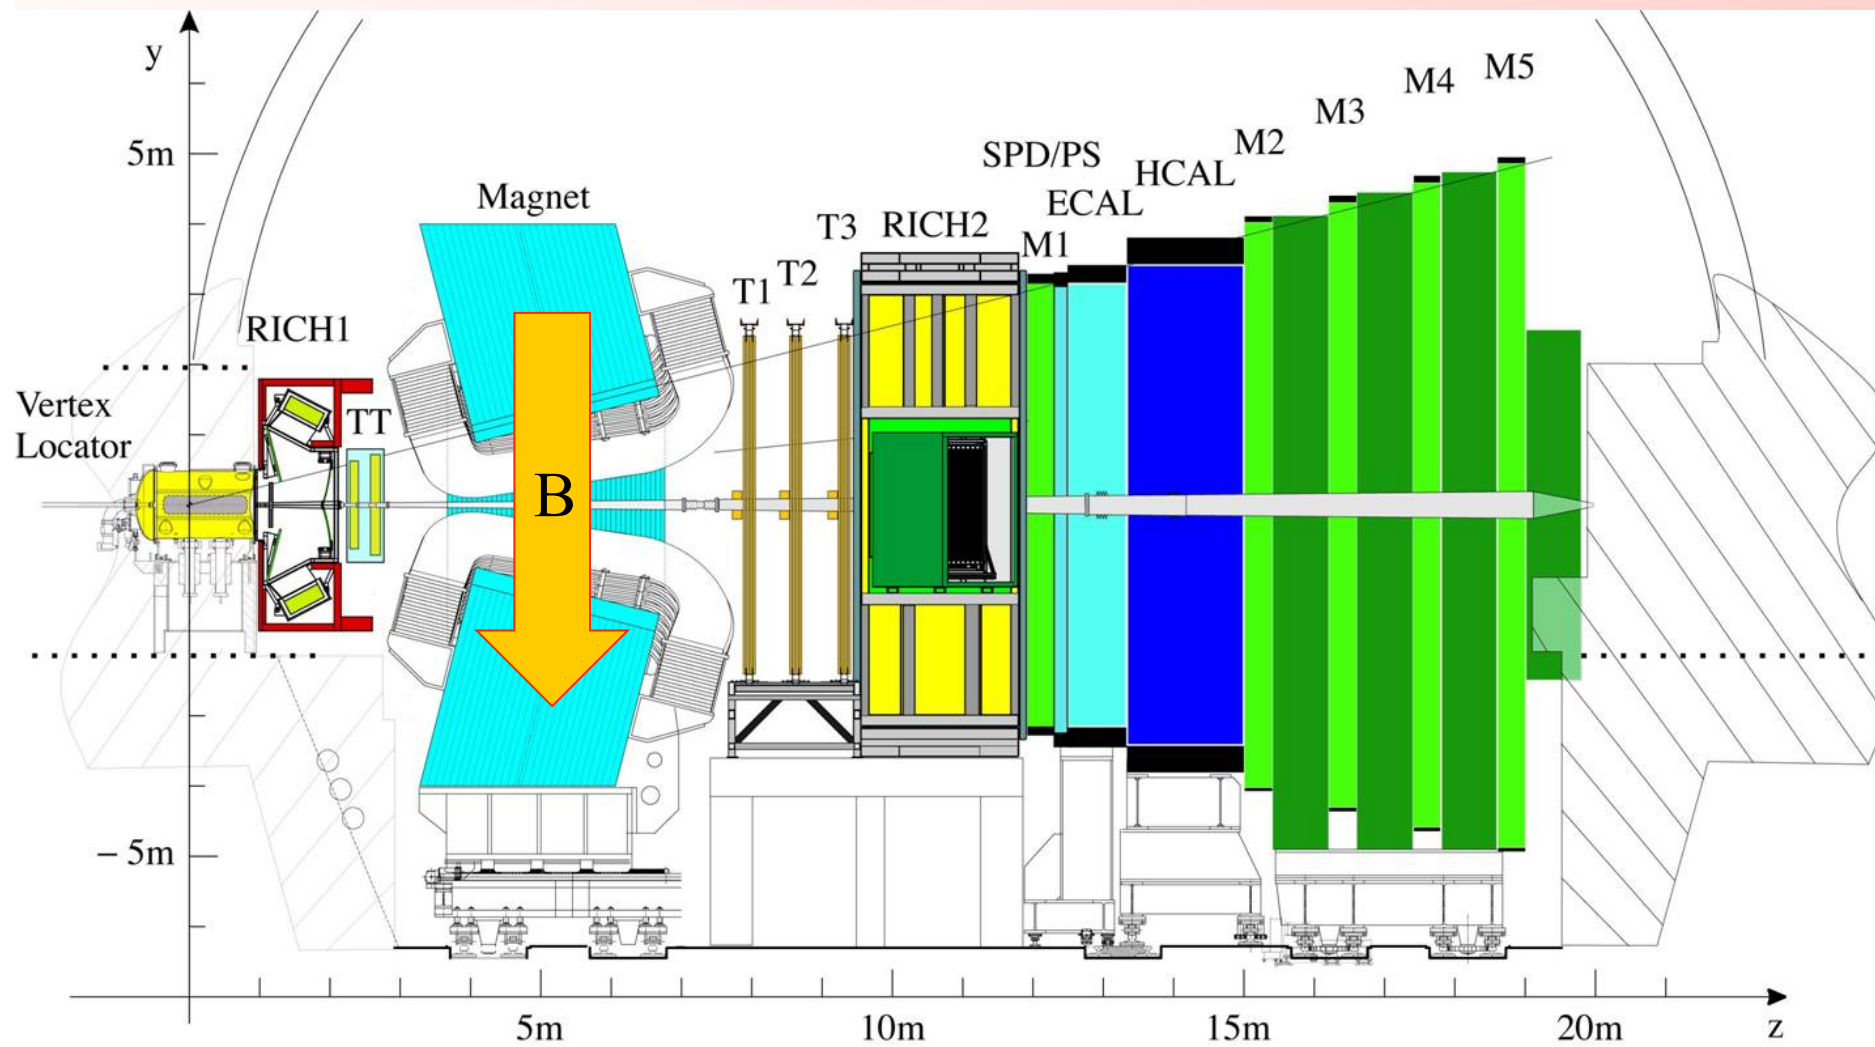 y
5m
Magnet
SPD/PS
ECAL
HCAL
M2
M3
M4
M5
T1
T2
T3
RICH2
M1
RICH1
TT
Vertex
Locator
B
− 5m
5m
10m
15m
20m
z